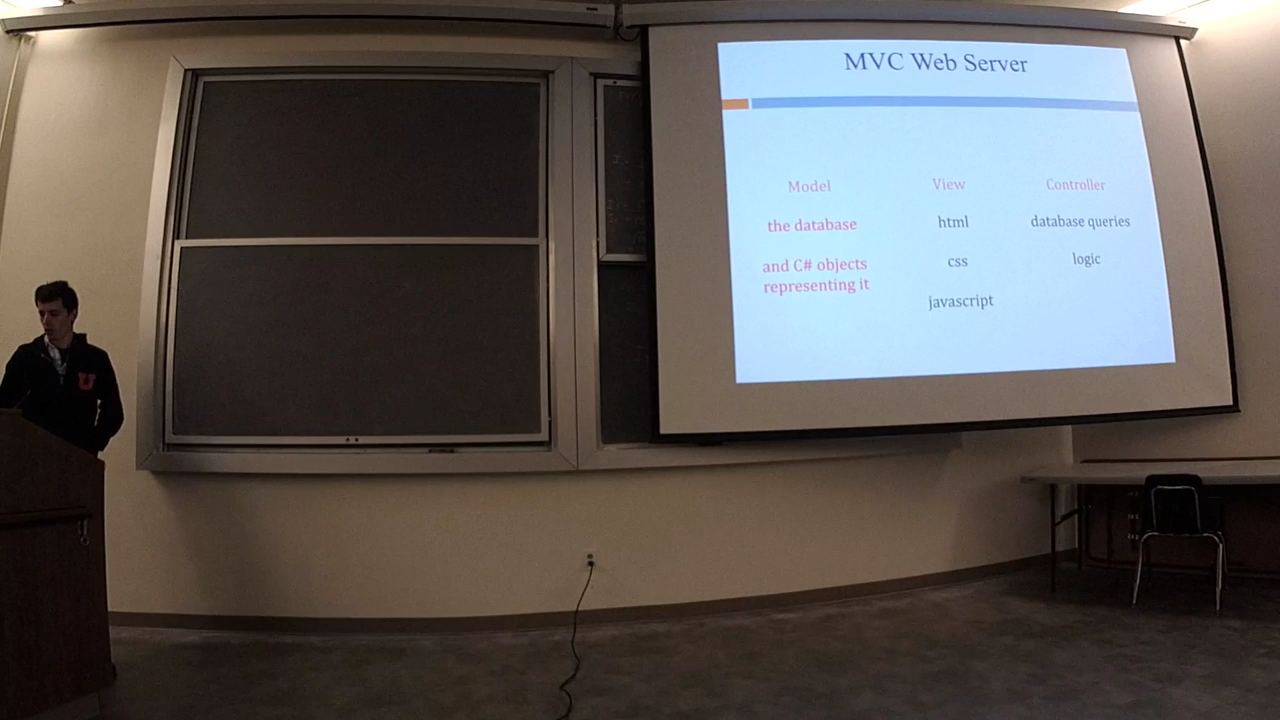 MVC Web Server
Model
View
Controller
the database
html
database queries
and C# objects
representing it
css
logic
javascript
U